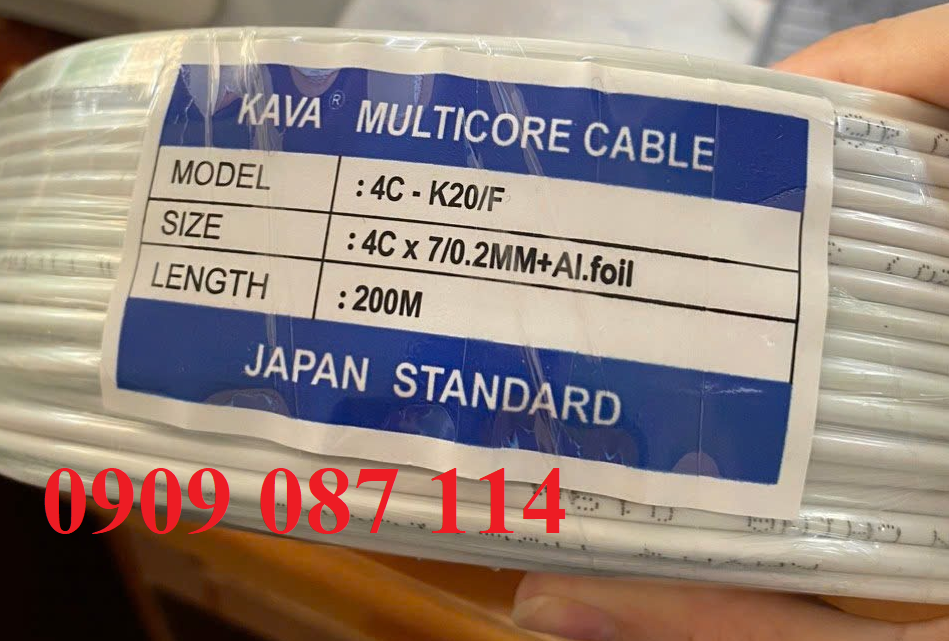 KAVA ® MULTICORE CABLE
MODEL : 4C - K20/F
SIZE : 4C x 7/0.2MM+Al.foil
LENGTH : 200M
JAPAN STANDARD
0909 087 114